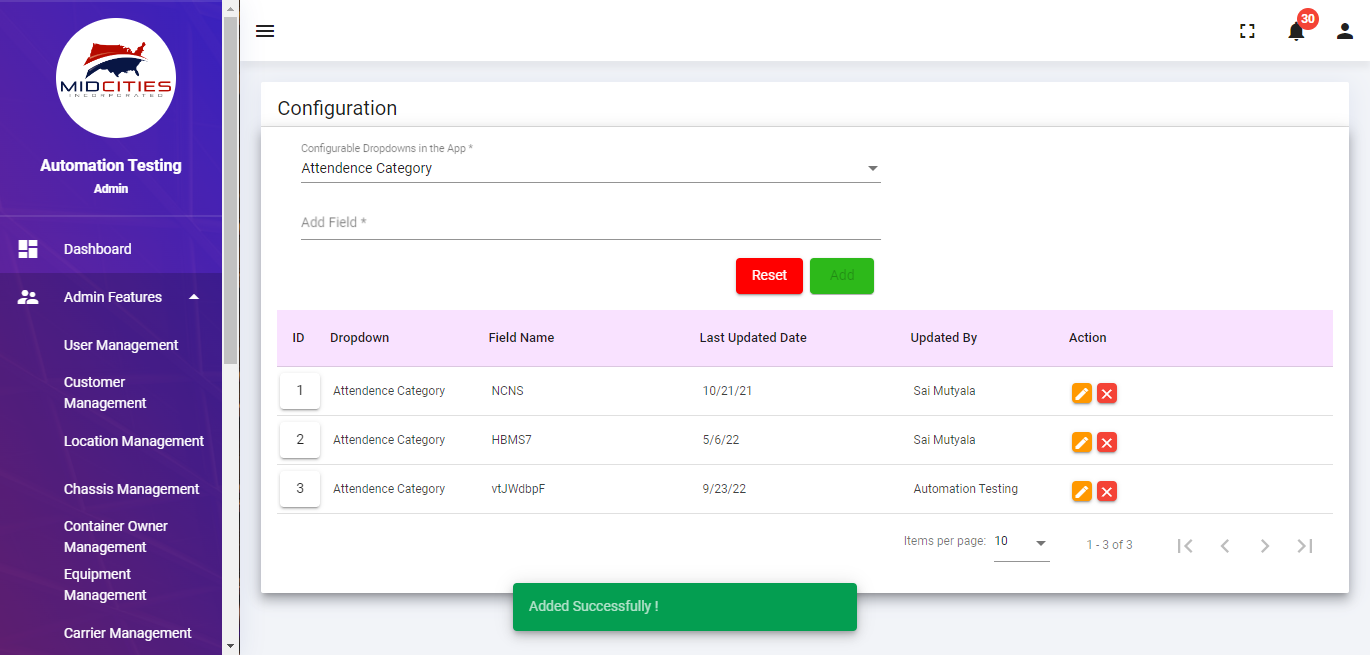 MIDCITIES
INCORPORATED
Automation Testing
Admin
Dashboard
Admin Features
User Management
Customer
Management
Location Management
Chassis Management
Container Owner
Management
Equipment
Management
Carrier Management
30
Configuration
Configurable Dropdowns in the App *
Attendence Category
Add Field *
Reset Add
ID Dropdown Field Name Last Updated Date Updated By Action
1 Attendence Category NCNS 10/21/21 Sai Mutyala
2 Attendence Category HBMS7 5/6/22 Sai Mutyala
3 Attendence Category vtJWdbpF 9/23/22 Automation Testing
Items per page: 10 1 - 3 of 3
Added Successfully !